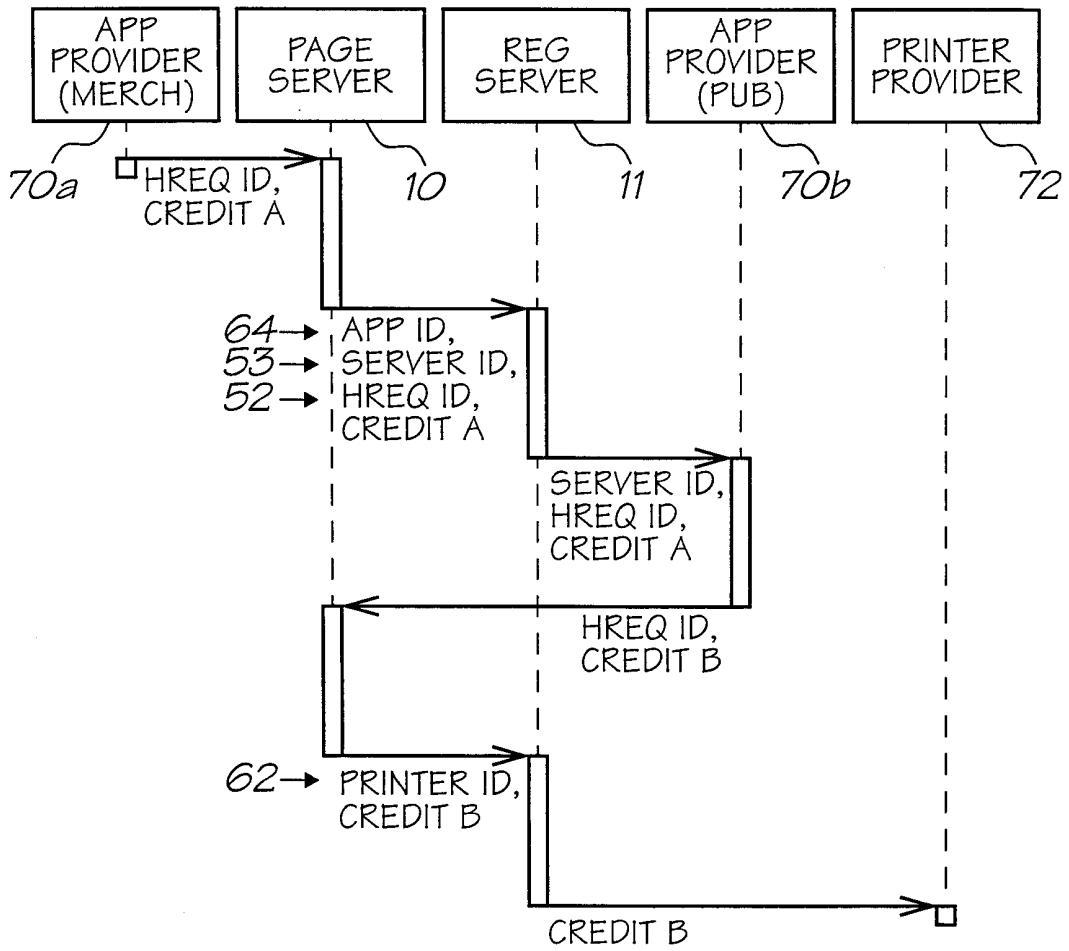 APP
PROVIDER
(MERCH)
PAGE
SERVER
REG
SERVER
APP
PROVIDER
(PUB)
PRINTER
PROVIDER
70a
10
11
70b
72
HREQ ID,
CREDIT A
64
APP ID,
53
SERVER ID,
52
HREQ ID,
CREDIT A
SERVER ID,
HREQ ID,
CREDIT A
HREQ ID,
CREDIT B
62
PRINTER ID,
CREDIT B
CREDIT B